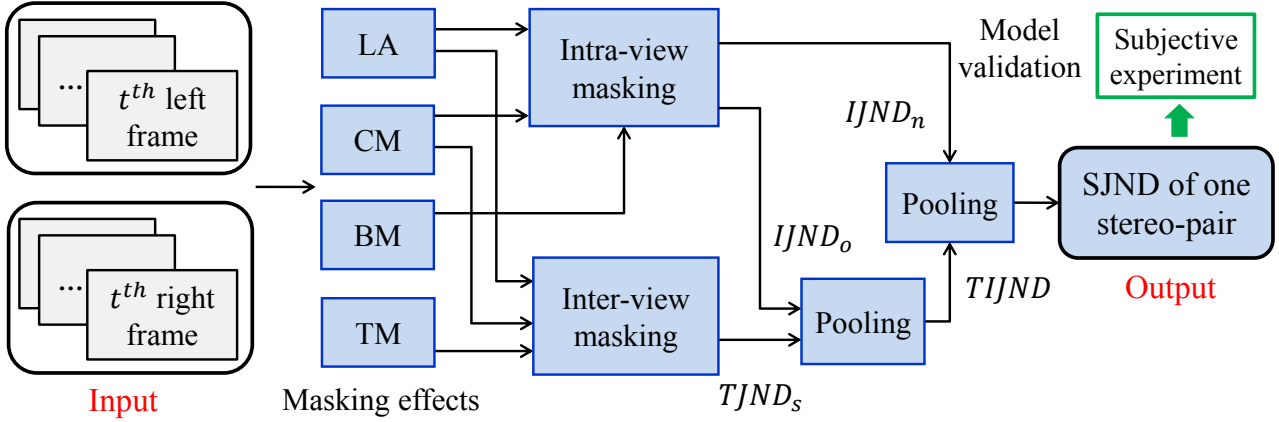 ...
t^{th} left
frame
...
t^{th} right
frame
Input
LA
CM
BM
TM
Masking effects
Intra-view
masking
Inter-view
masking
IJND_n
IJND_o
TJND_s
Pooling
TIJND
Pooling
Model
validation
Subjective
experiment
SJND of one
stereo-pair
Output